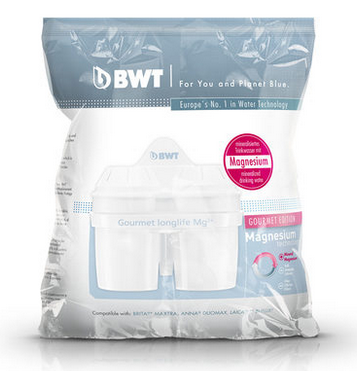 BWT
For You and Planet Blue.
Europe's No. 1 in Water Technology
mineralisiertes
Trinkwasser mit
Magnesium
mineralized
drinking water
BWT
Gourmet longlife Mg²⁺
GOURMET EDITION
Magnesium
Compatible with: BRITA® MAXTRA, ANNA® DUOMAX, LAICA®